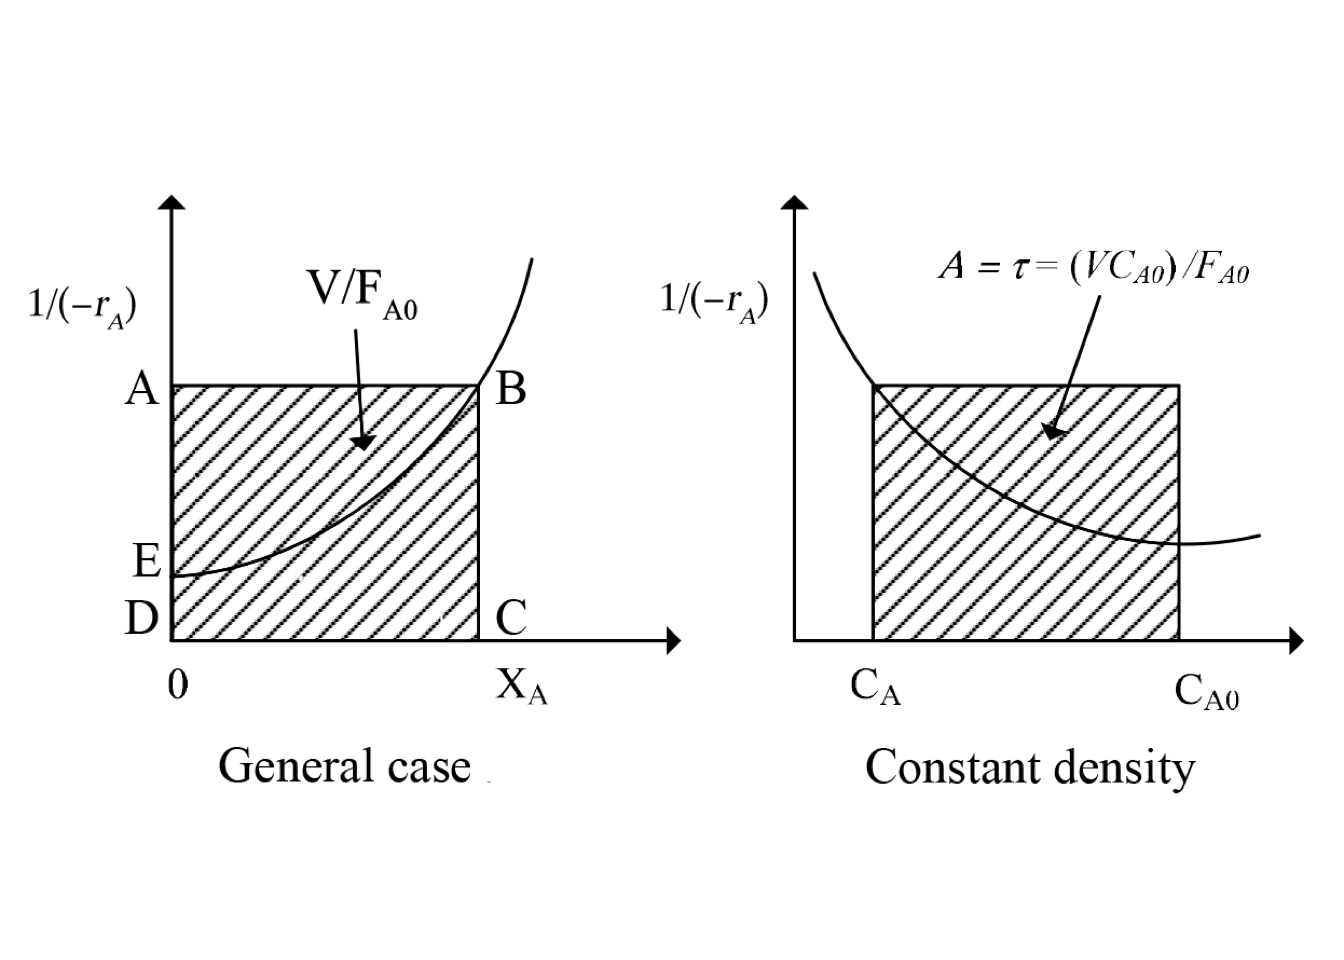 V/F_A0
1/(−r_A)
A
B
E
D
C
0
X_A
General case
A = τ = (VC_A0) /F_A0
1/(−r_A)
C_A
C_A0
Constant density